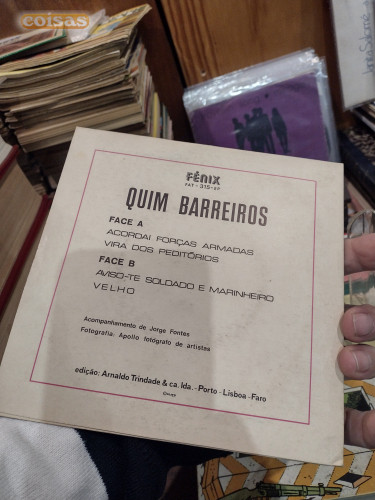 coisas
FÉNIX
FAT - 315 - EP
QUIM BARREIROS
FACE A
ACORDAI FORÇAS ARMADAS
VIRA DOS PEDITÓRIOS
FACE B
AVISO-TE SOLDADO E MARINHEIRO
VELHO
Acompanhamento de Jorge Fontes
Fotografia: Apollo fotógrafo de artistas
edição: Arnaldo Trindade & ca. lda. - Porto - Lisboa - Faro